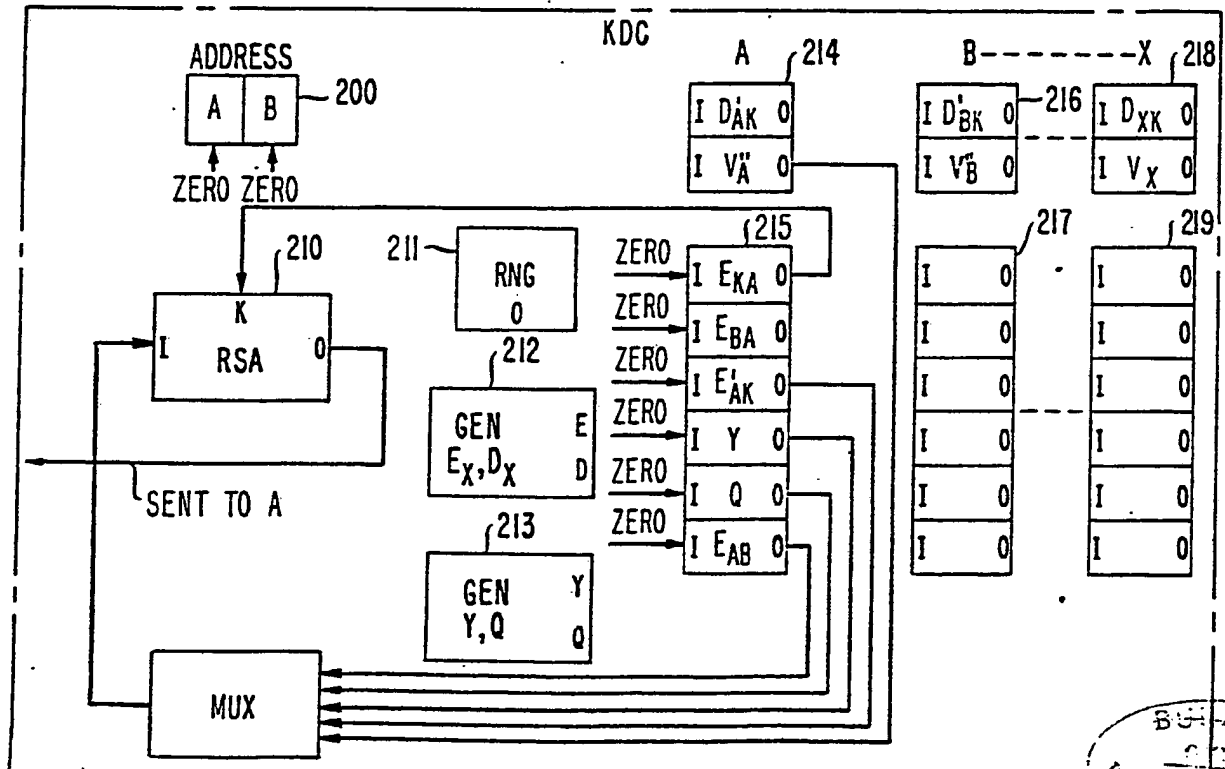 KDC
ADDRESS
A B
200
ZERO ZERO
A
214
I D'AK O
I V"A O
B-------X
216
218
I D'BK O
I V"B O
I DXK O
I VX O
210
K
I RSA O
SENT TO A
211
RNG
O
212
GEN E
EX,DX D
213
GEN Y
Y,Q Q
215
ZERO
I EKA O
ZERO
I EBA O
ZERO
I E'AK O
ZERO
I Y O
ZERO
I Q O
ZERO
I EAB O
217
I O
I O
I O
I O
I O
I O
219
I O
I O
I O
I O
I O
I O
MUX